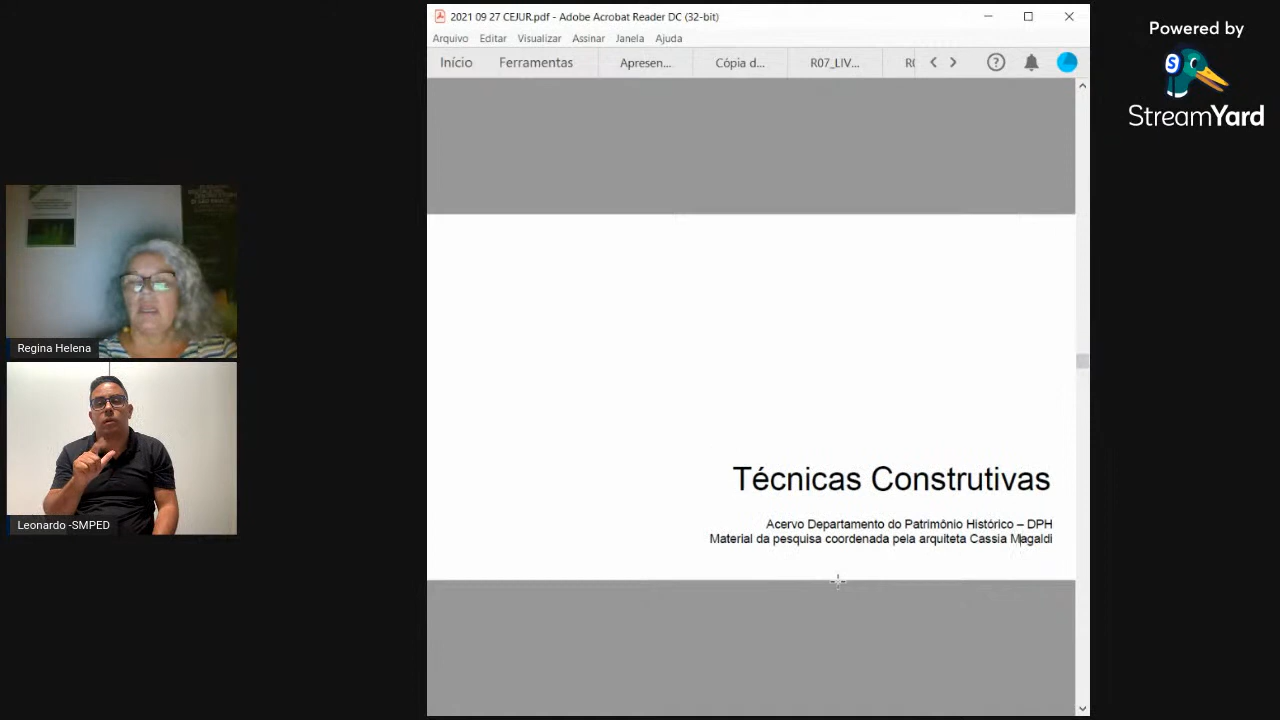 2021 09 27 CEJUR.pdf - Adobe Acrobat Reader DC (32-bit)
Arquivo Editar Visualizar Assinar Janela Ajuda
Início Ferramentas Apresen... Cópia d... R07_LIV...
Powered by
StreamYard
Regina Helena
Leonardo -SMPED
Técnicas Construtivas
Acervo Departamento do Patrimônio Histórico – DPH
Material da pesquisa coordenada pela arquiteta Cassia Magaldi